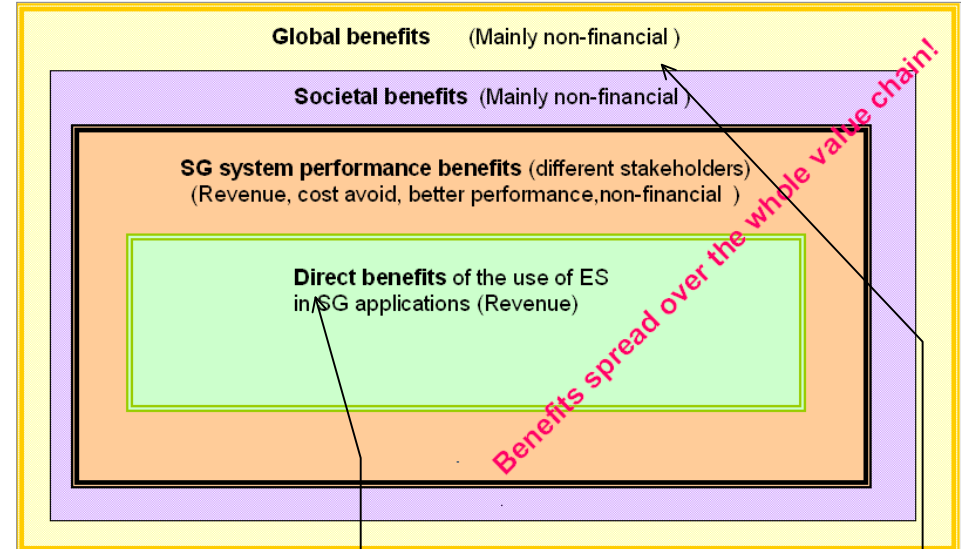 Global benefits (Mainly non-financial )
Societal benefits (Mainly non-financial )
SG system performance benefits (different stakeholders)
(Revenue, cost avoid, better performance,non-financial )
Direct benefits of the use of ES
in SG applications (Revenue)
Benefits spread over the whole value chain!